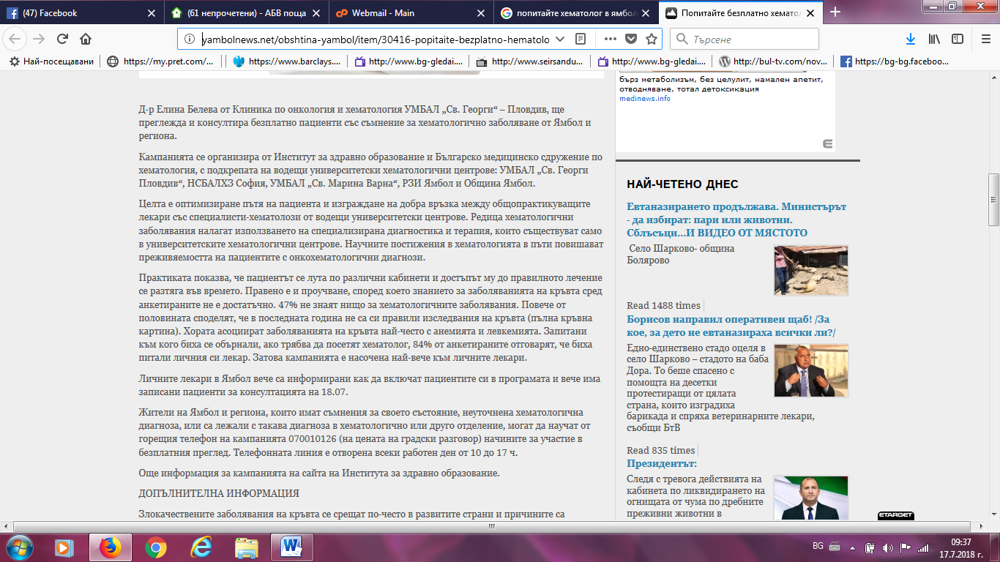 (47) Facebook
(61 непрочетени) - АБВ поща
Webmail - Main
попитайте хематолог в ямбол
Попитайте безплатно хематол
yambolnews.net/obshtina-yambol/item/30416-popitaite-bezplatno-hematolo
Търсене
Най-посещавани
https://my.pret.com/...
https://www.barclays....
http://www.bg-gledai....
http://www.seirsandu...
http://www.bg-gledai....
http://bul-tv.com/nov...
https://bg-bg.faceboo...
Д-р Елина Белева от Клиника по онкология и хематология УМБАЛ „Св. Георги“ – Пловдив, ще
преглежда и консултира безплатно пациенти със съмнение за хематологично заболяване от Ямбол и
региона.
Кампанията се организира от Институт за здравно образование и Българско медицинско сдружение по
хематология, с подкрепата на водещи университетски хематологични центрове: УМБАЛ „Св. Георги
Пловдив“, НСБАЛХЗ София, УМБАЛ „Св. Марина Варна“, РЗИ Ямбол и Община Ямбол.
Целта е оптимизиране пътя на пациента и изграждане на добра връзка между общопрактикуващите
лекари със специалисти-хематолози от водещи университетски центрове. Редица хематологични
заболявания налагат използването на специализирана диагностика и терапия, които съществуват само
в университетските хематологични центрове. Научните постижения в хематологията в пъти повишават
преживяемостта на пациентите с онкохематологични диагнози.
Практиката показва, че пациентът се лута по различни кабинети и достъпът му до правилното лечение
се разтяга във времето. Правено е и проучване, според което знанието за заболяванията на кръвта сред
анкетираните не е достатъчно. 47% не знаят нищо за хематологичните заболявания. Повече от
половината споделят, че в последната година не са си правили изследвания на кръвта (пълна кръвна
картина). Хората асоциират заболяванията на кръвта най-често с анемията и левкемията. Запитани
към кого биха се обърнали, ако трябва да посетят хематолог, 84% от анкетираните отговарят, че биха
питали личния си лекар. Затова кампанията е насочена най-вече към личните лекари.
Личните лекари в Ямбол вече са информирани как да включат пациентите си в програмата и вече има
записани пациенти за консултацията на 18.07.
Жители на Ямбол и региона, които имат съмнения за своето състояние, неуточнена хематологична
диагноза, или са лежали с такава диагноза в хематологично или друго отделение, могат да научат от
горещия телефон на кампанията 070010126 (на цената на градски разговор) начините за участие в
безплатния преглед. Телефонната линия е отворена всеки работен ден от 10 до 17 ч.
Още информация за кампанията на сайта на Института за здравно образование.
ДОПЪЛНИТЕЛНА ИНФОРМАЦИЯ
Злокачествените заболявания на кръвта се срещат по-често в развитите страни и причините са
бърз метаболизъм, без целулит, намален апетит,
отводняване, тотал детоксикация
medinews.info
НАЙ-ЧЕТЕНО ДНЕС
Евтаназирането продължава. Министърът
- да избират: пари или животни.
Сблъсъци...И ВИДЕО ОТ МЯСТОТО
Село Шарково- община
Болярово
Read 1488 times
Борисов направил оперативен щаб! /За
кое, за дето не евтаназираха всички ли?/
Едно-единствено стадо оцеля в
село Шарково – стадото на баба
Дора. То беше спасено с
помощта на десетки
протестиращи от цялата
страна, които изградиха
барикада и спряха ветеринарните лекари,
съобщи БтВ
Read 835 times
Президентът:
Следя с тревога действията на
кабинета по ликвидирането на
огнищата от чума по дребните
преживни животни в
ETARGET
BG
09:37
17.7.2018 г.